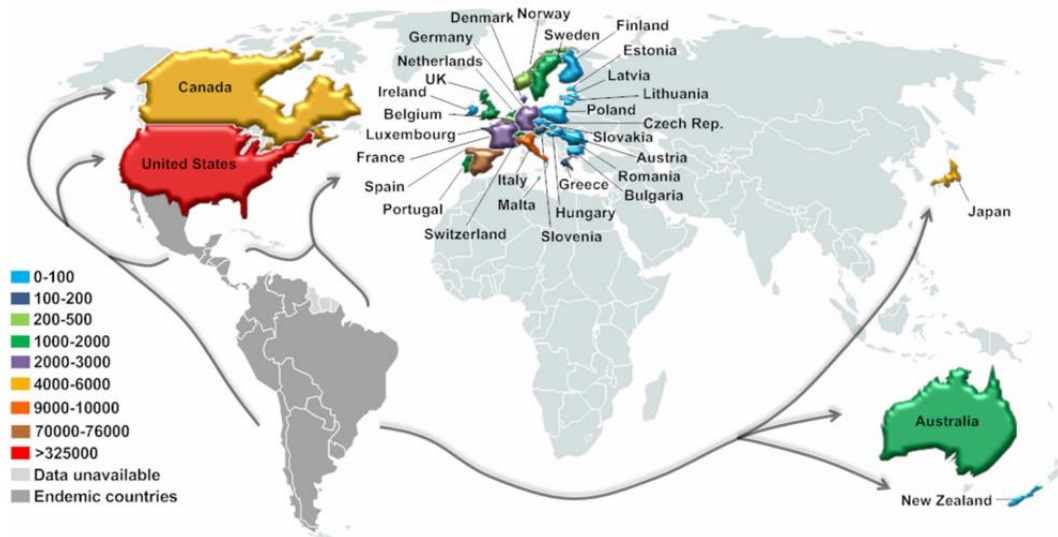 Denmark
Norway
Germany
Sweden
Finland
Netherlands
Estonia
UK
Latvia
Ireland
Lithuania
Belgium
Poland
Luxembourg
Czech Rep.
Slovakia
France
Austria
Spain
Italy
Greece
Romania
Portugal
Malta
Bulgaria
Hungary
Switzerland
Slovenia
Canada
United States
Japan
Australia
New Zealand
0-100
100-200
200-500
1000-2000
2000-3000
4000-6000
9000-10000
70000-76000
>325000
Data unavailable
Endemic countries